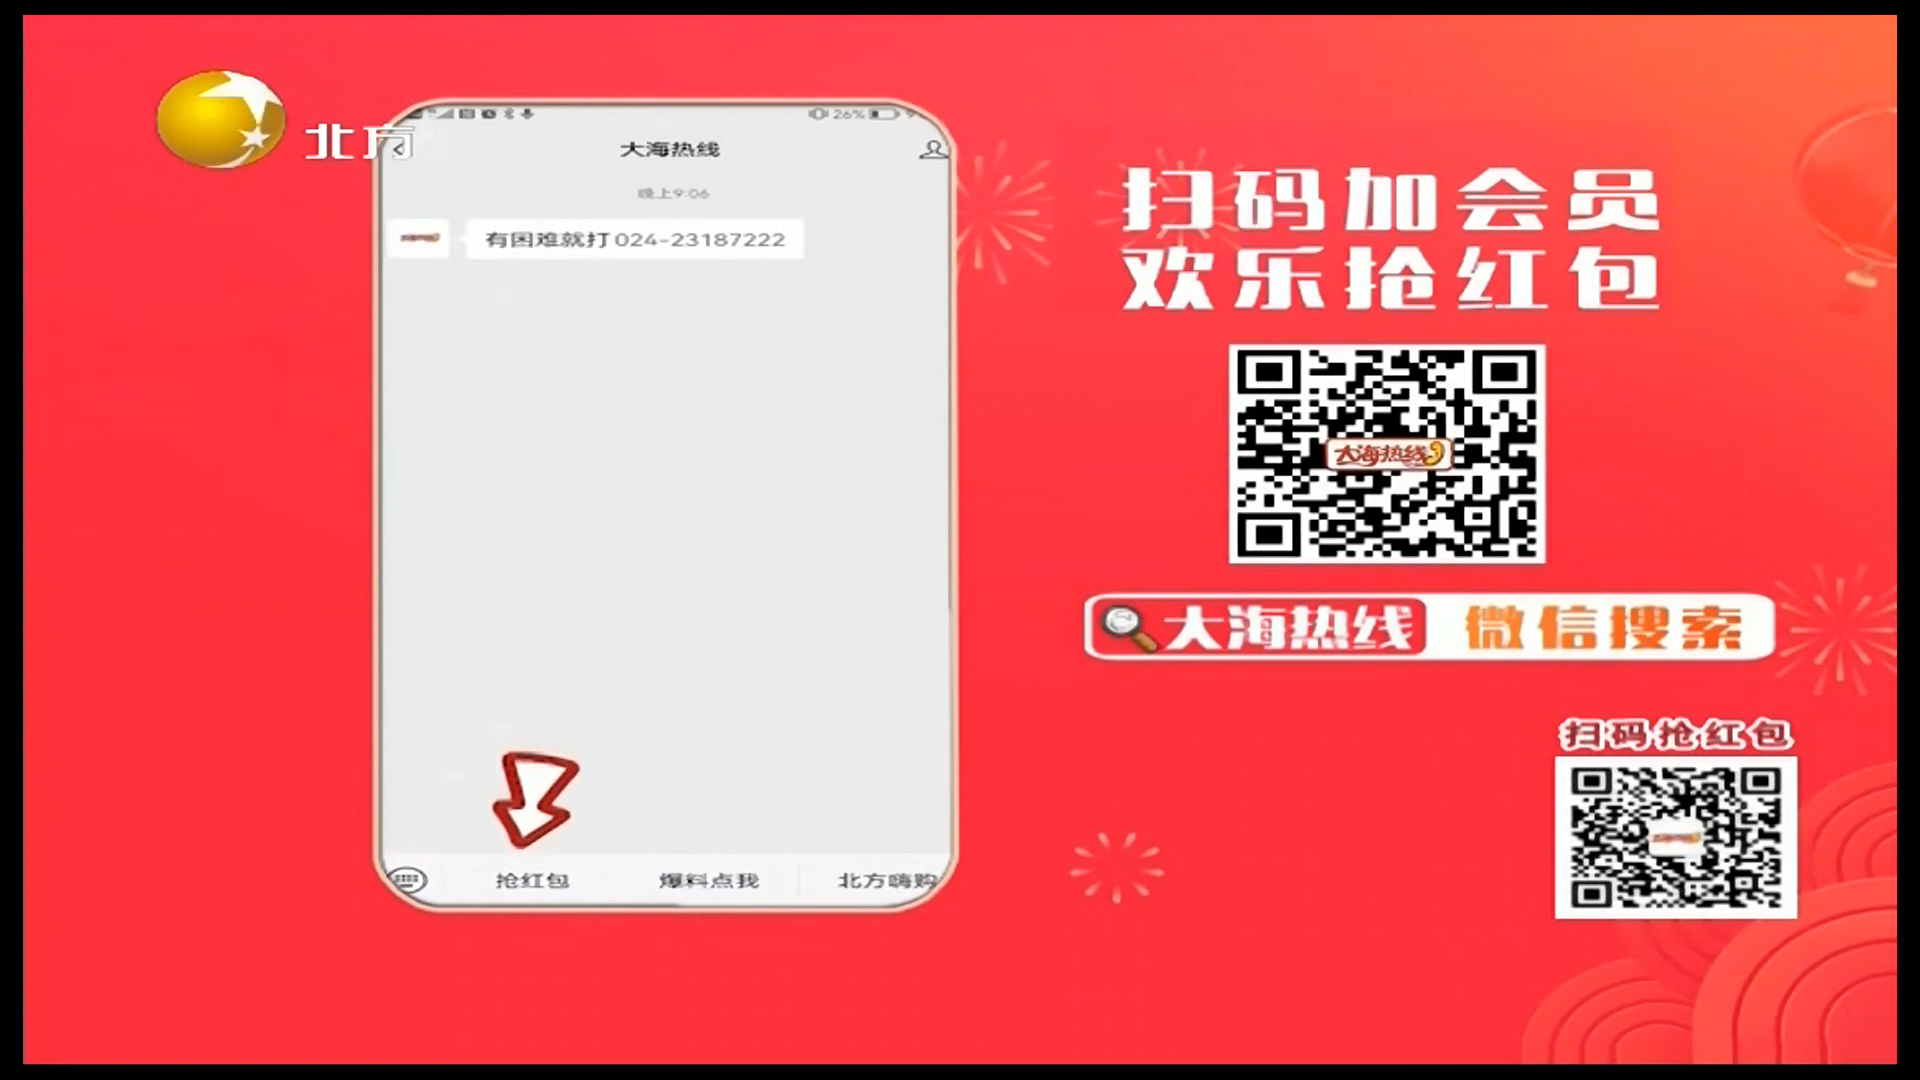 北方
26%
大海热线
晚上9:06
有困难就打024-23187222
抢红包
爆料点我
北方嗨购
扫码加会员
欢乐抢红包
大海热线
大海热线
微信搜索
扫码抢红包